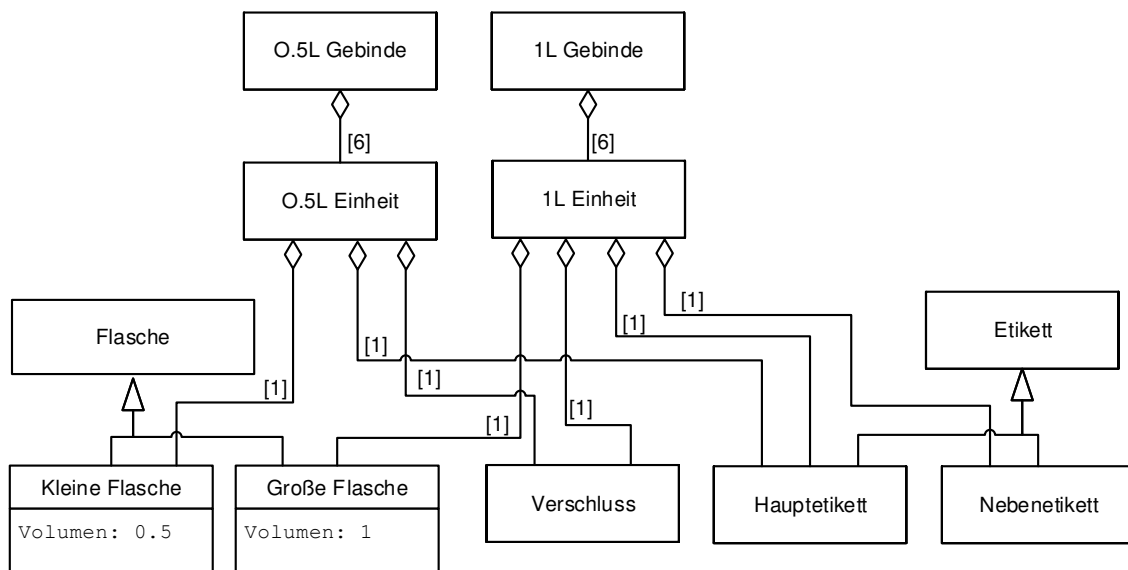 O.5L Gebinde
1L Gebinde
[6]
[6]
O.5L Einheit
1L Einheit
[1]
[1]
Flasche
Etikett
[1]
[1]
[1]
[1]
[1]
Kleine Flasche
Große Flasche
Verschluss
Hauptetikett
Nebenetikett
Volumen: 0.5
Volumen: 1